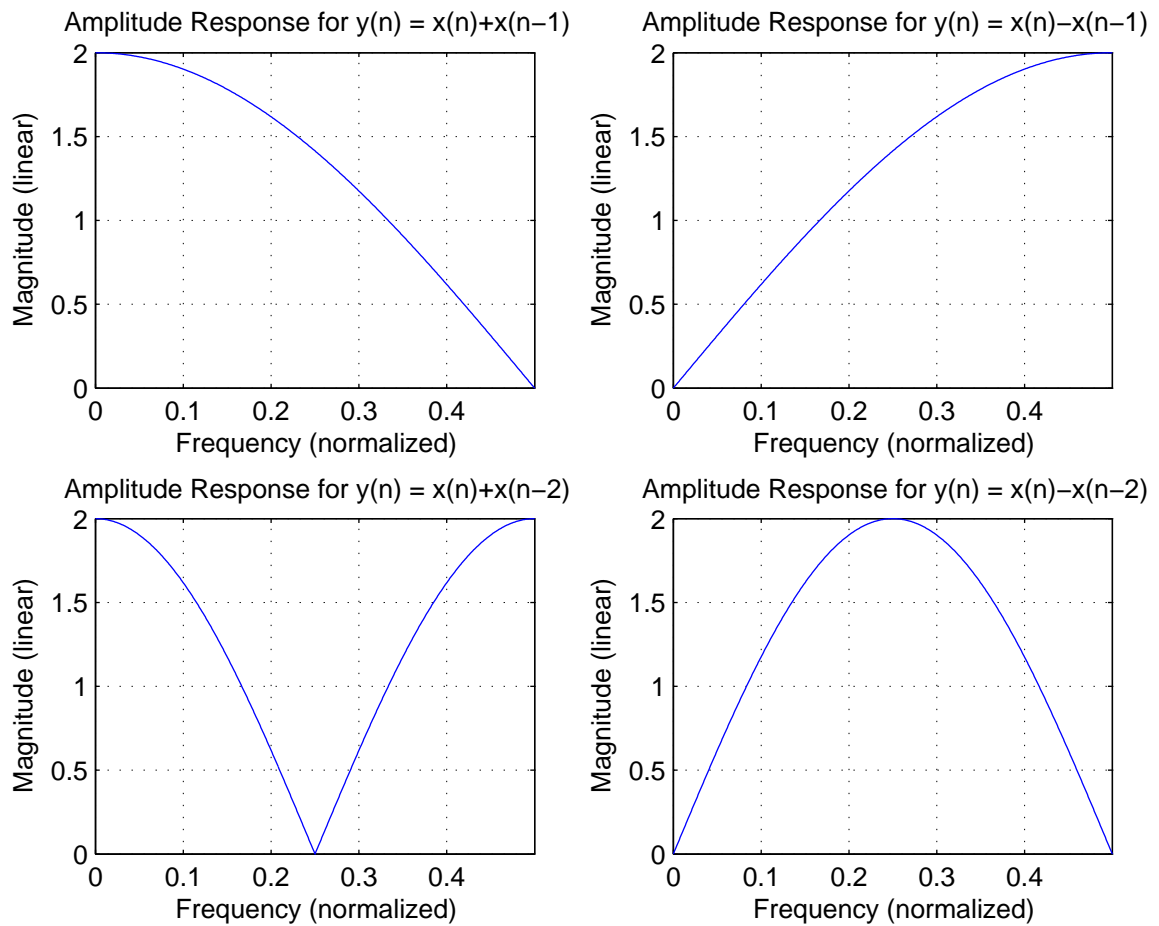 Amplitude Response for y(n) = x(n)+x(n−1)
2
1.5
1
0.5
0
Magnitude (linear)
0 0.1 0.2 0.3 0.4
Frequency (normalized)
Amplitude Response for y(n) = x(n)−x(n−1)
2
1.5
1
0.5
0
Magnitude (linear)
0 0.1 0.2 0.3 0.4
Frequency (normalized)
Amplitude Response for y(n) = x(n)+x(n−2)
2
1.5
1
0.5
0
Magnitude (linear)
0 0.1 0.2 0.3 0.4
Frequency (normalized)
Amplitude Response for y(n) = x(n)−x(n−2)
2
1.5
1
0.5
0
Magnitude (linear)
0 0.1 0.2 0.3 0.4
Frequency (normalized)